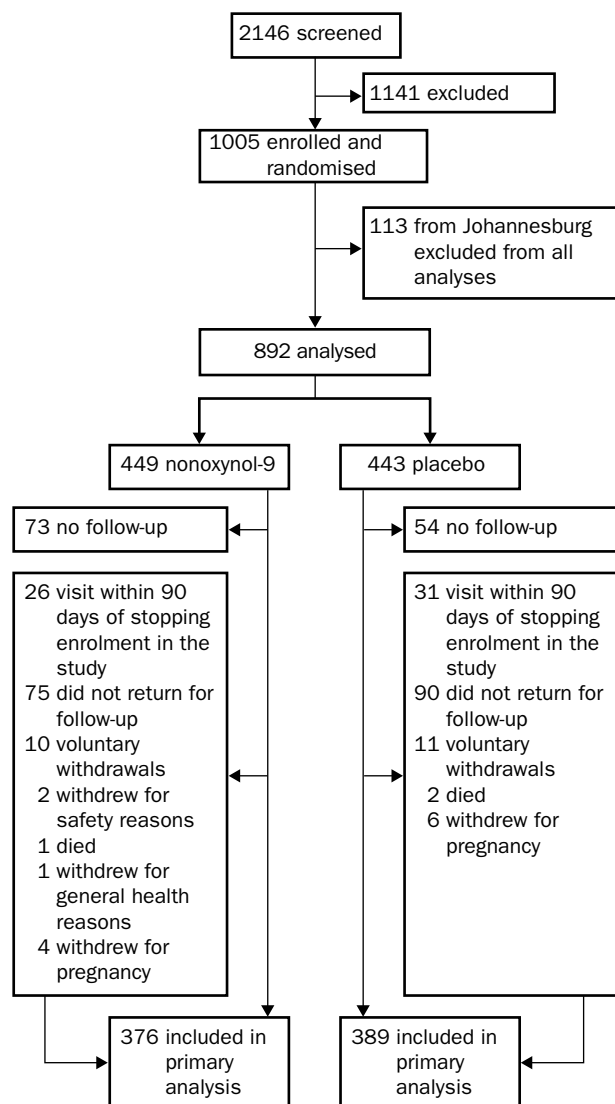 2146 screened
1141 excluded
1005 enrolled and
randomised
113 from Johannesburg
excluded from all
analyses
892 analysed
449 nonoxynol-9
443 placebo
73 no follow-up
54 no follow-up
26 visit within 90
days of stopping
enrolment in the
study
75 did not return for
follow-up
10 voluntary
withdrawals
2 withdrew for
safety reasons
1 died
1 withdrew for
general health
reasons
4 withdrew for
pregnancy
31 visit within 90
days of stopping
enrolment in the
study
90 did not return for
follow-up
11 voluntary
withdrawals
2 died
6 withdrew for
pregnancy
376 included in
primary
analysis
389 included in
primary
analysis